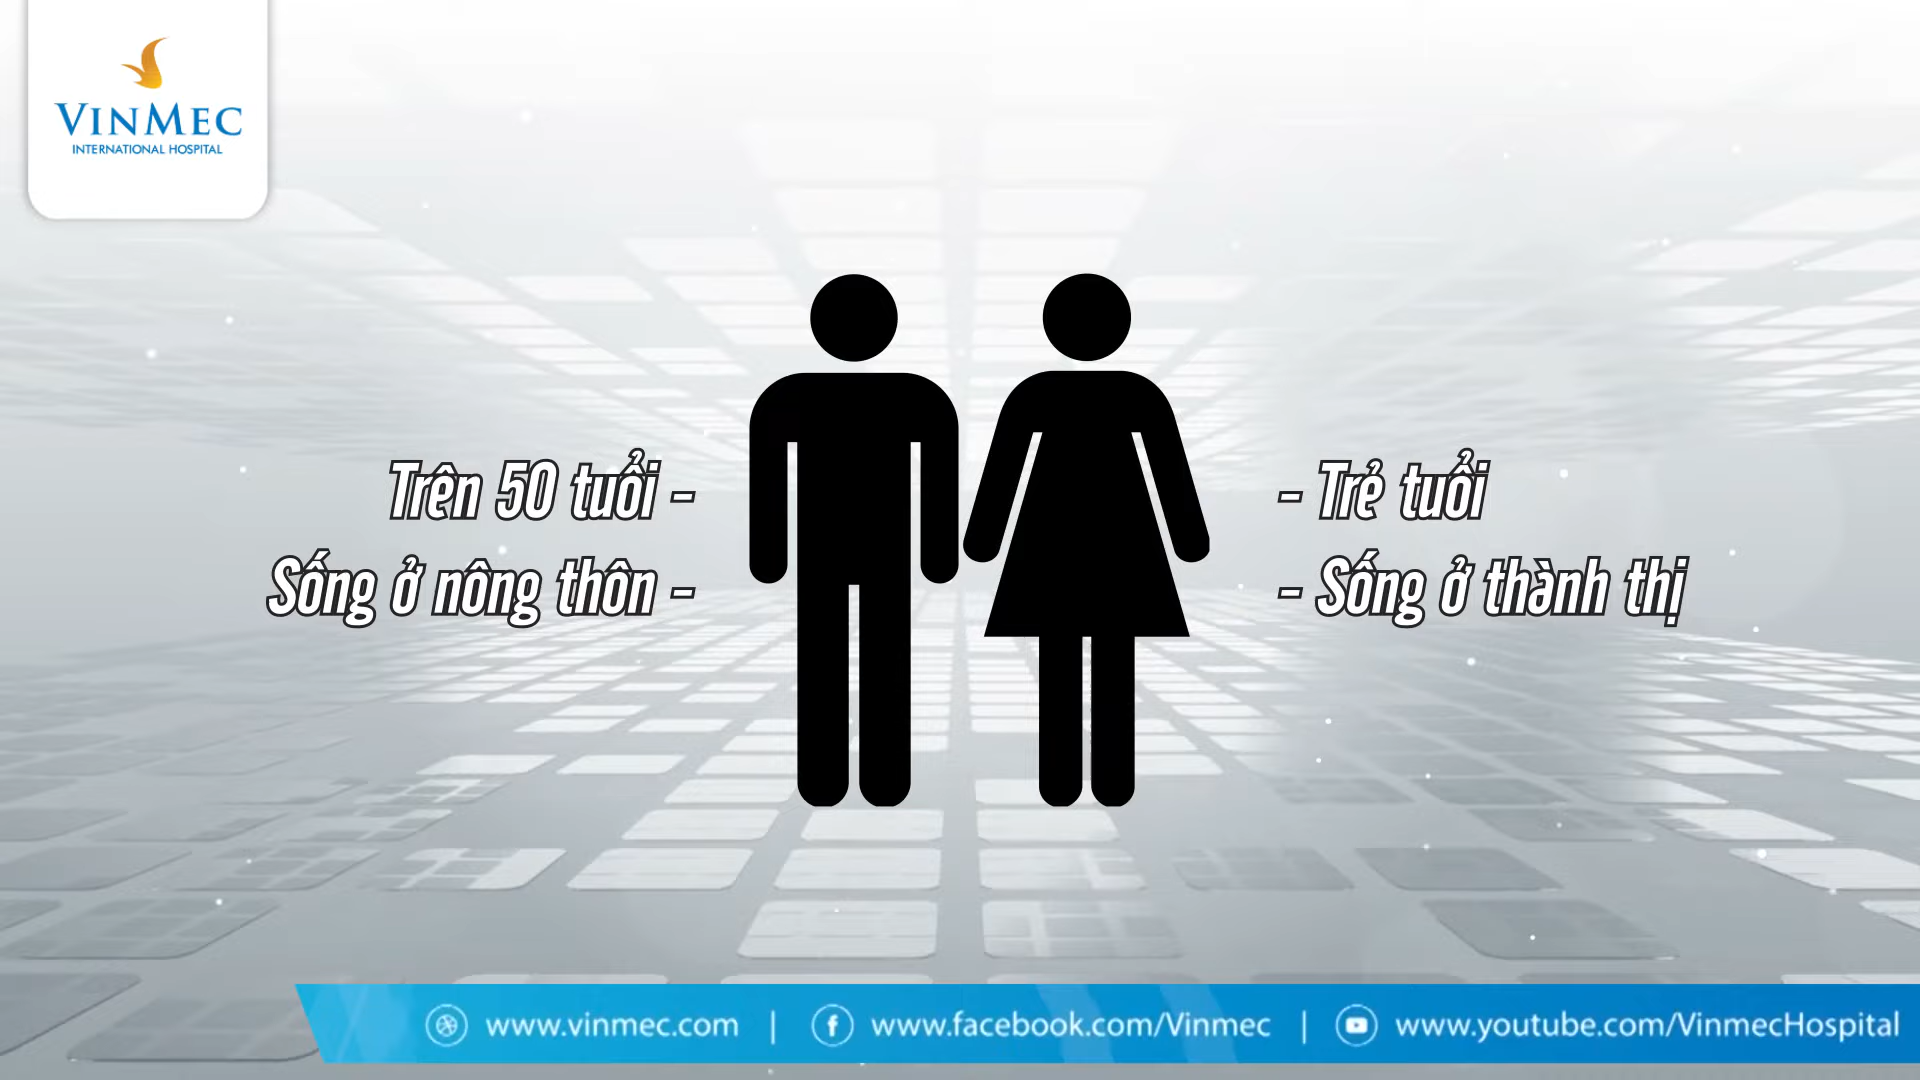 VINMEC
INTERNATIONAL HOSPITAL
Trên 50 tuổi -
Sống ở nông thôn -
- Trẻ tuổi
- Sống ở thành thị
www.vinmec.com | www.facebook.com/Vinmec | www.youtube.com/VinmecHospital